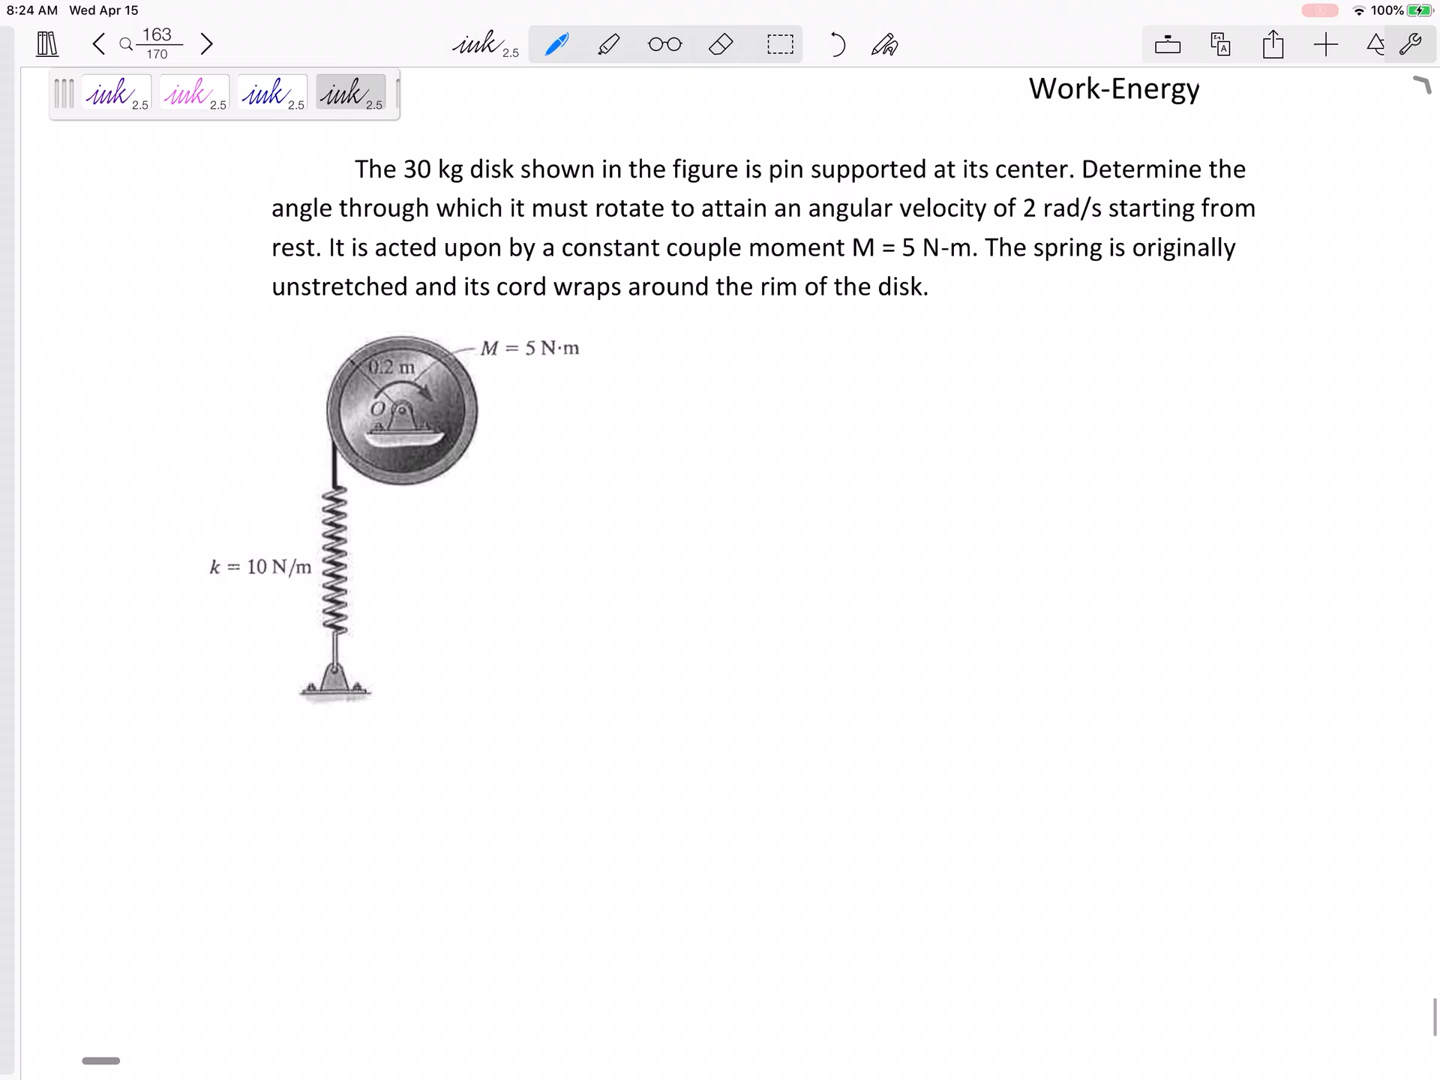 8:24 AM Wed Apr 15
100%
163
170
ink 2.5
ink 2.5
ink 2.5
ink 2.5
ink 2.5
Work-Energy
The 30 kg disk shown in the figure is pin supported at its center. Determine the
angle through which it must rotate to attain an angular velocity of 2 rad/s starting from
rest. It is acted upon by a constant couple moment M = 5 N-m. The spring is originally
unstretched and its cord wraps around the rim of the disk.
M = 5 N·m
0.2 m
O
k = 10 N/m